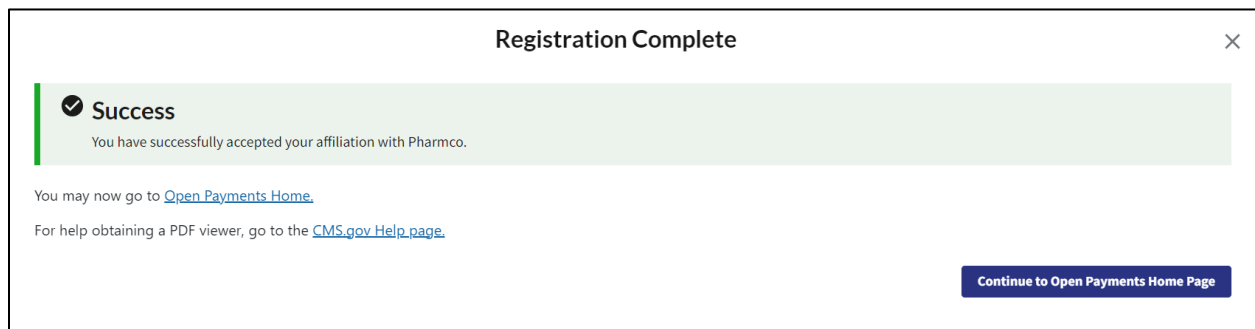 Registration Complete
Success
You have successfully accepted your affiliation with Pharmco.
You may now go to Open Payments Home.
For help obtaining a PDF viewer, go to the CMS.gov Help page.
Continue to Open Payments Home Page